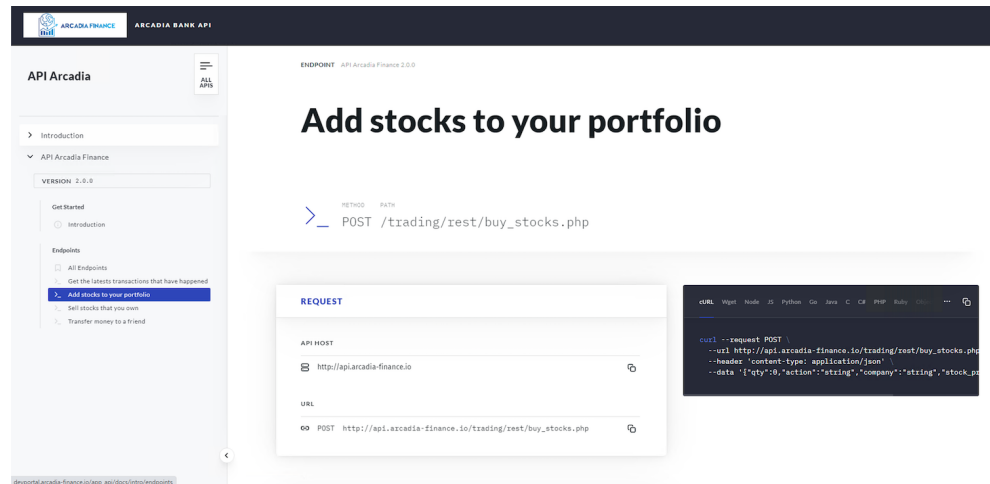 ARCADIA FINANCE
ARCADIA BANK API
API Arcadia
ALL
APIS
Introduction
API Arcadia Finance
VERSION 2.0.0
Get Started
Introduction
Endpoints
All Endpoints
Get the latests transactions that have happened
Add stocks to your portfolio
Sell stocks that you own
Transfer money to a friend
devportal.arcadia-finance.io/app_api/docs/intro/endpoints
ENDPOINT API Arcadia Finance 2.0.0
Add stocks to your portfolio
METHOD PATH
POST /trading/rest/buy_stocks.php
REQUEST
API HOST
http://api.arcadia-finance.io
URL
POST http://api.arcadia-finance.io/trading/rest/buy_stocks.php
cURL Wget Node JS Python Go Java C C# PHP Ruby
curl --request POST \
--url http://api.arcadia-finance.io/trading/rest/buy_stocks.php
--header 'content-type: application/json' \
--data '{"qty":0,"action":"string","company":"string","stock_pr